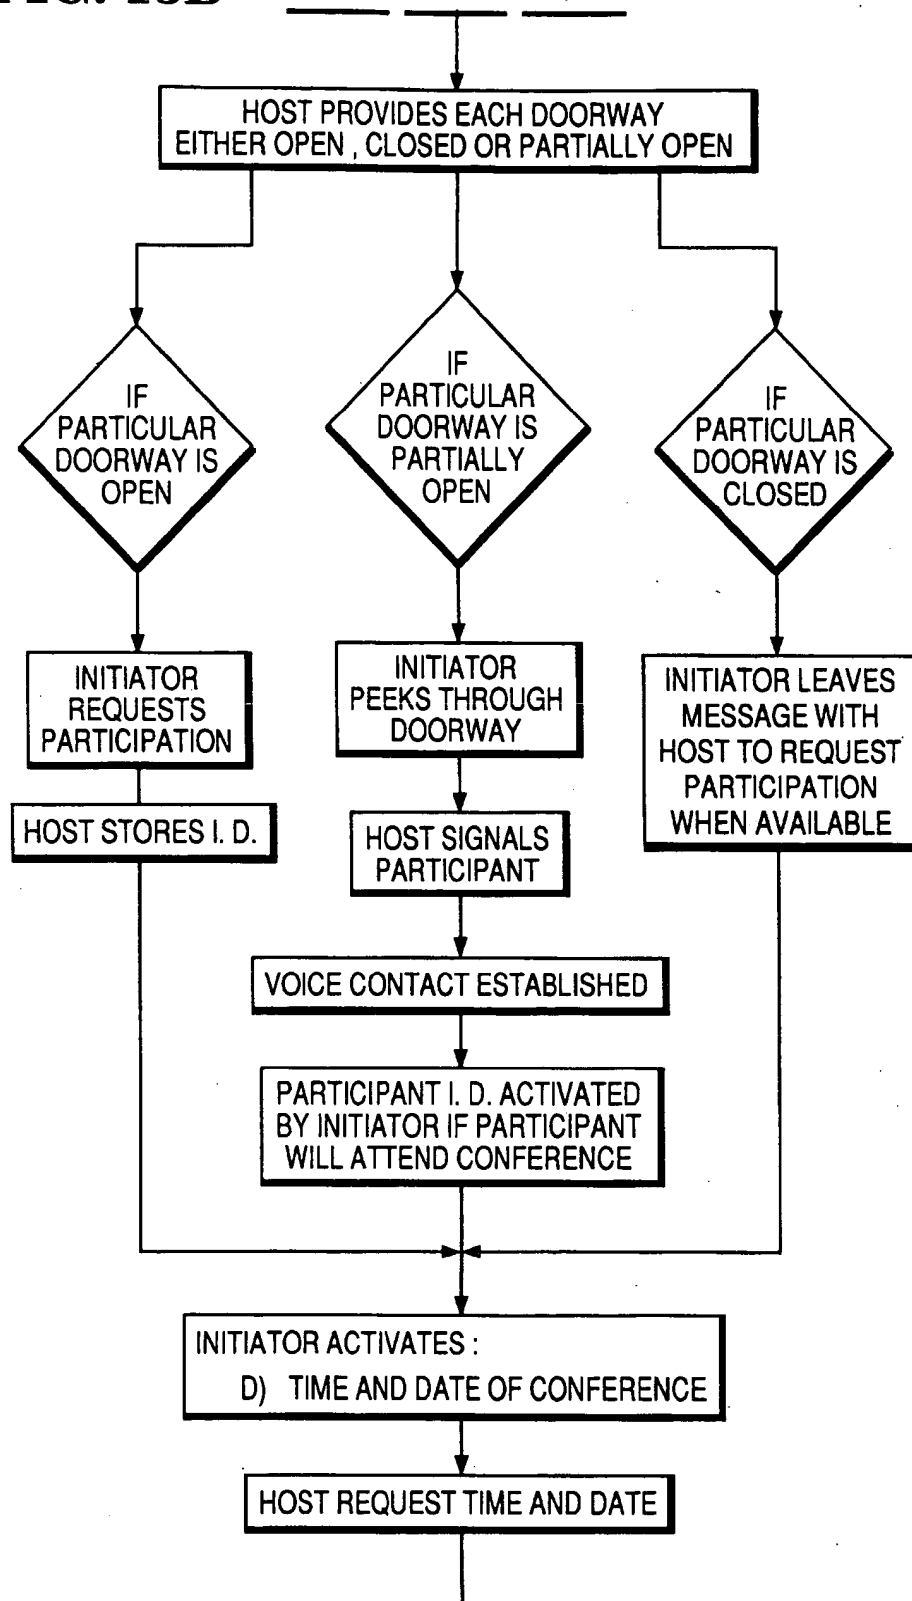 HOST PROVIDES EACH DOORWAY
EITHER OPEN , CLOSED OR PARTIALLY OPEN
IF
PARTICULAR
DOORWAY IS
OPEN
IF
PARTICULAR
DOORWAY IS
PARTIALLY
OPEN
IF
PARTICULAR
DOORWAY IS
CLOSED
INITIATOR
REQUESTS
PARTICIPATION
HOST STORES I. D.
INITIATOR
PEEKS THROUGH
DOORWAY
HOST SIGNALS
PARTICIPANT
VOICE CONTACT ESTABLISHED
PARTICIPANT I. D. ACTIVATED
BY INITIATOR IF PARTICIPANT
WILL ATTEND CONFERENCE
INITIATOR LEAVES
MESSAGE WITH
HOST TO REQUEST
PARTICIPATION
WHEN AVAILABLE
INITIATOR ACTIVATES :
D) TIME AND DATE OF CONFERENCE
HOST REQUEST TIME AND DATE